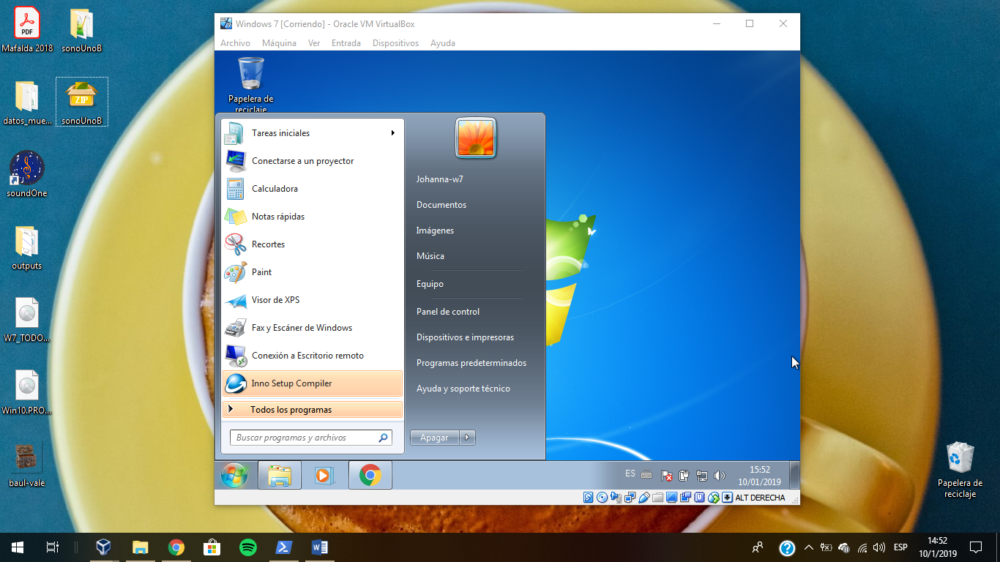 Mafalda 2018
sonoUnoB
datos_mue...
ZIP
sonoUnoB
soundOne
outputs
W7_TODO...
Win10.PRO...
baul-vale
PDF
Windows 7 [Corriendo] - Oracle VM VirtualBox
Archivo Máquina Ver Entrada Dispositivos Ayuda
Papelera de
reciclaje
Tareas iniciales
Conectarse a un proyector
Calculadora
Notas rápidas
Recortes
Paint
Visor de XPS
Fax y Escáner de Windows
Conexión a Escritorio remoto
Inno Setup Compiler
Todos los programas
Buscar programas y archivos
Johanna-w7
Documentos
Imágenes
Música
Equipo
Panel de control
Dispositivos e impresoras
Programas predeterminados
Ayuda y soporte técnico
Apagar
ES
15:52
10/01/2019
ALT DERECHA
Papelera de
reciclaje
ESP
14:52
10/1/2019